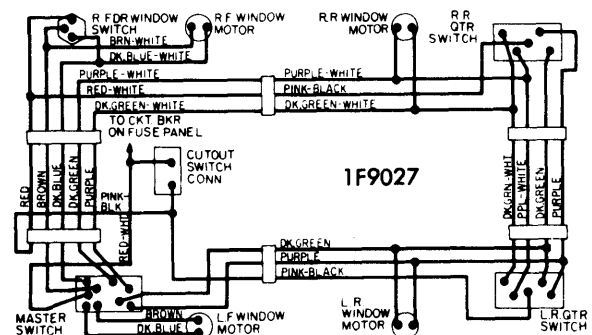 R.FDR WINDOW
SWITCH
R F WINDOW
MOTOR
R.R WINDOW
MOTOR
R R
QTR
SWITCH
BRN-WHITE
DK.BLUE-WHITE
PURPLE-WHITE
RED-WHITE
DK.GREEN-WHITE
PURPLE-WHITE
PINK-BLACK
DK.GREEN-WHITE
TO CKT. BKR
ON FUSE PANEL
CUTOUT
SWITCH
CONN
1F9027
RED
BROWN
DK.BLUE
DK.GREEN
PURPLE
PINK-
BLK
RED-WHT
DK.GRN-WHT
PPL-WHITE
DK.GREEN
PURPLE
DK.GREEN
PURPLE
PINK-BLACK
MASTER
SWITCH
BROWN
DK.BLUE
L.F WINDOW
MOTOR
L.R
WINDOW
MOTOR
L.R.QTR
SWITCH